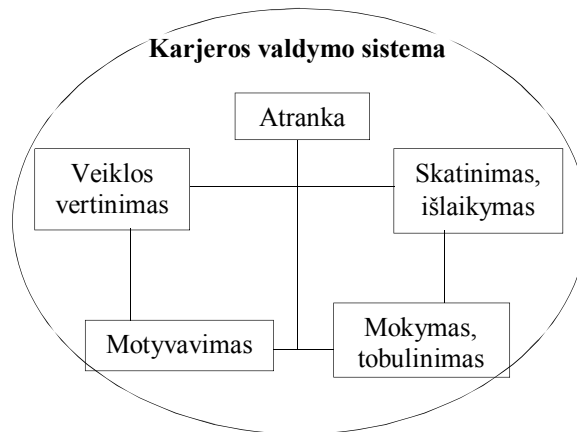 Karjeros valdymo sistema
Atranka
Veiklos
vertinimas
Skatinimas,
išlaikymas
Motyvavimas
Mokymas,
tobulinimas